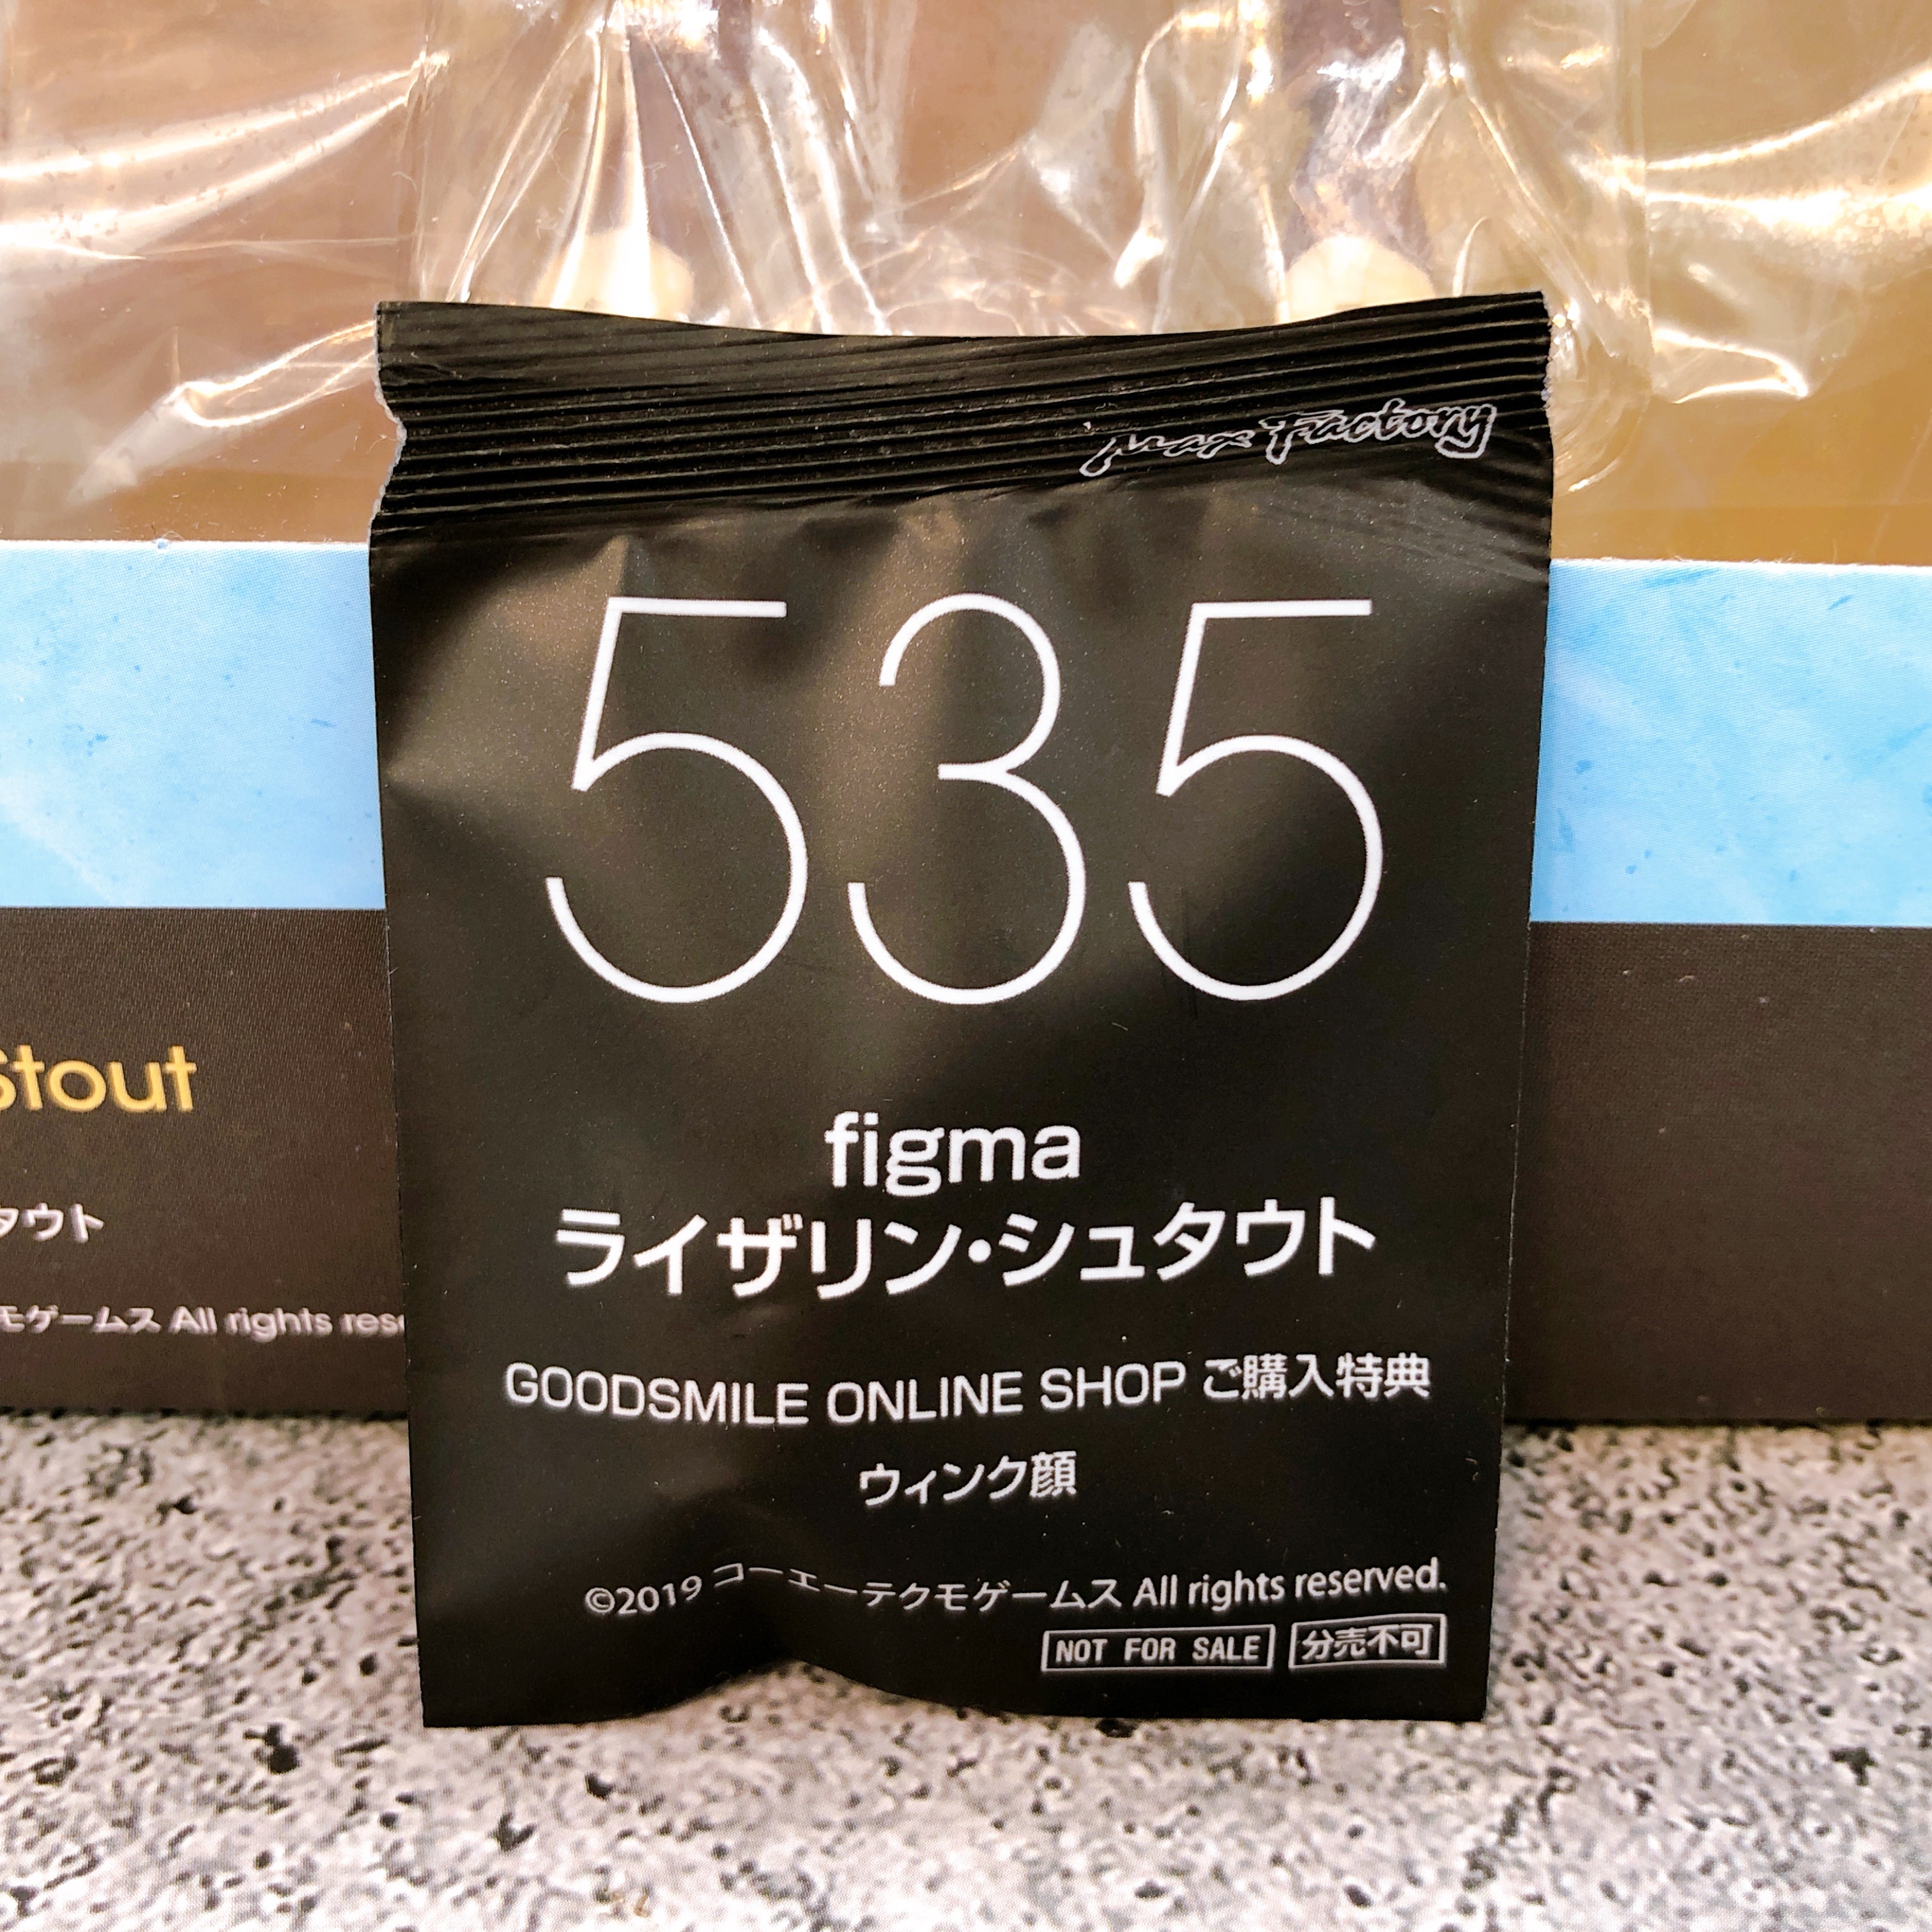 Max Factory
535
figma
ライザリン・シュタウト
GOODSMILE ONLINE SHOP ご購入特典
ウィンク顔
©2019 コーエーテクモゲームス All rights reserved.
NOT FOR SALE 分売不可
Stout
タウト
モゲームス All rights rese